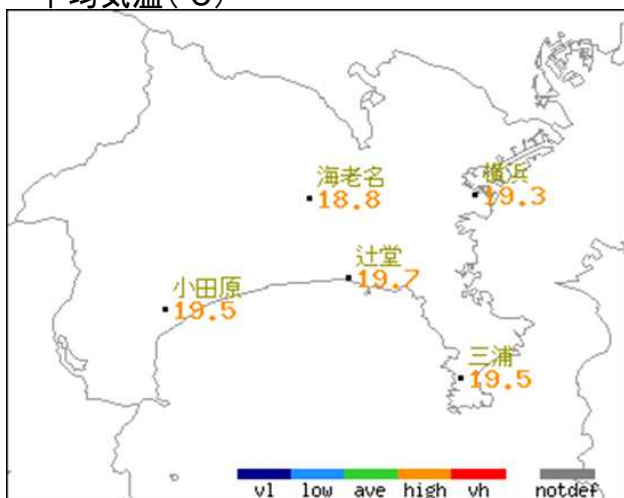 平均気温(℃)
海老名
18.8
横浜
19.3
辻堂
19.7
小田原
19.5
三浦
19.5
vl low ave high vh notdef